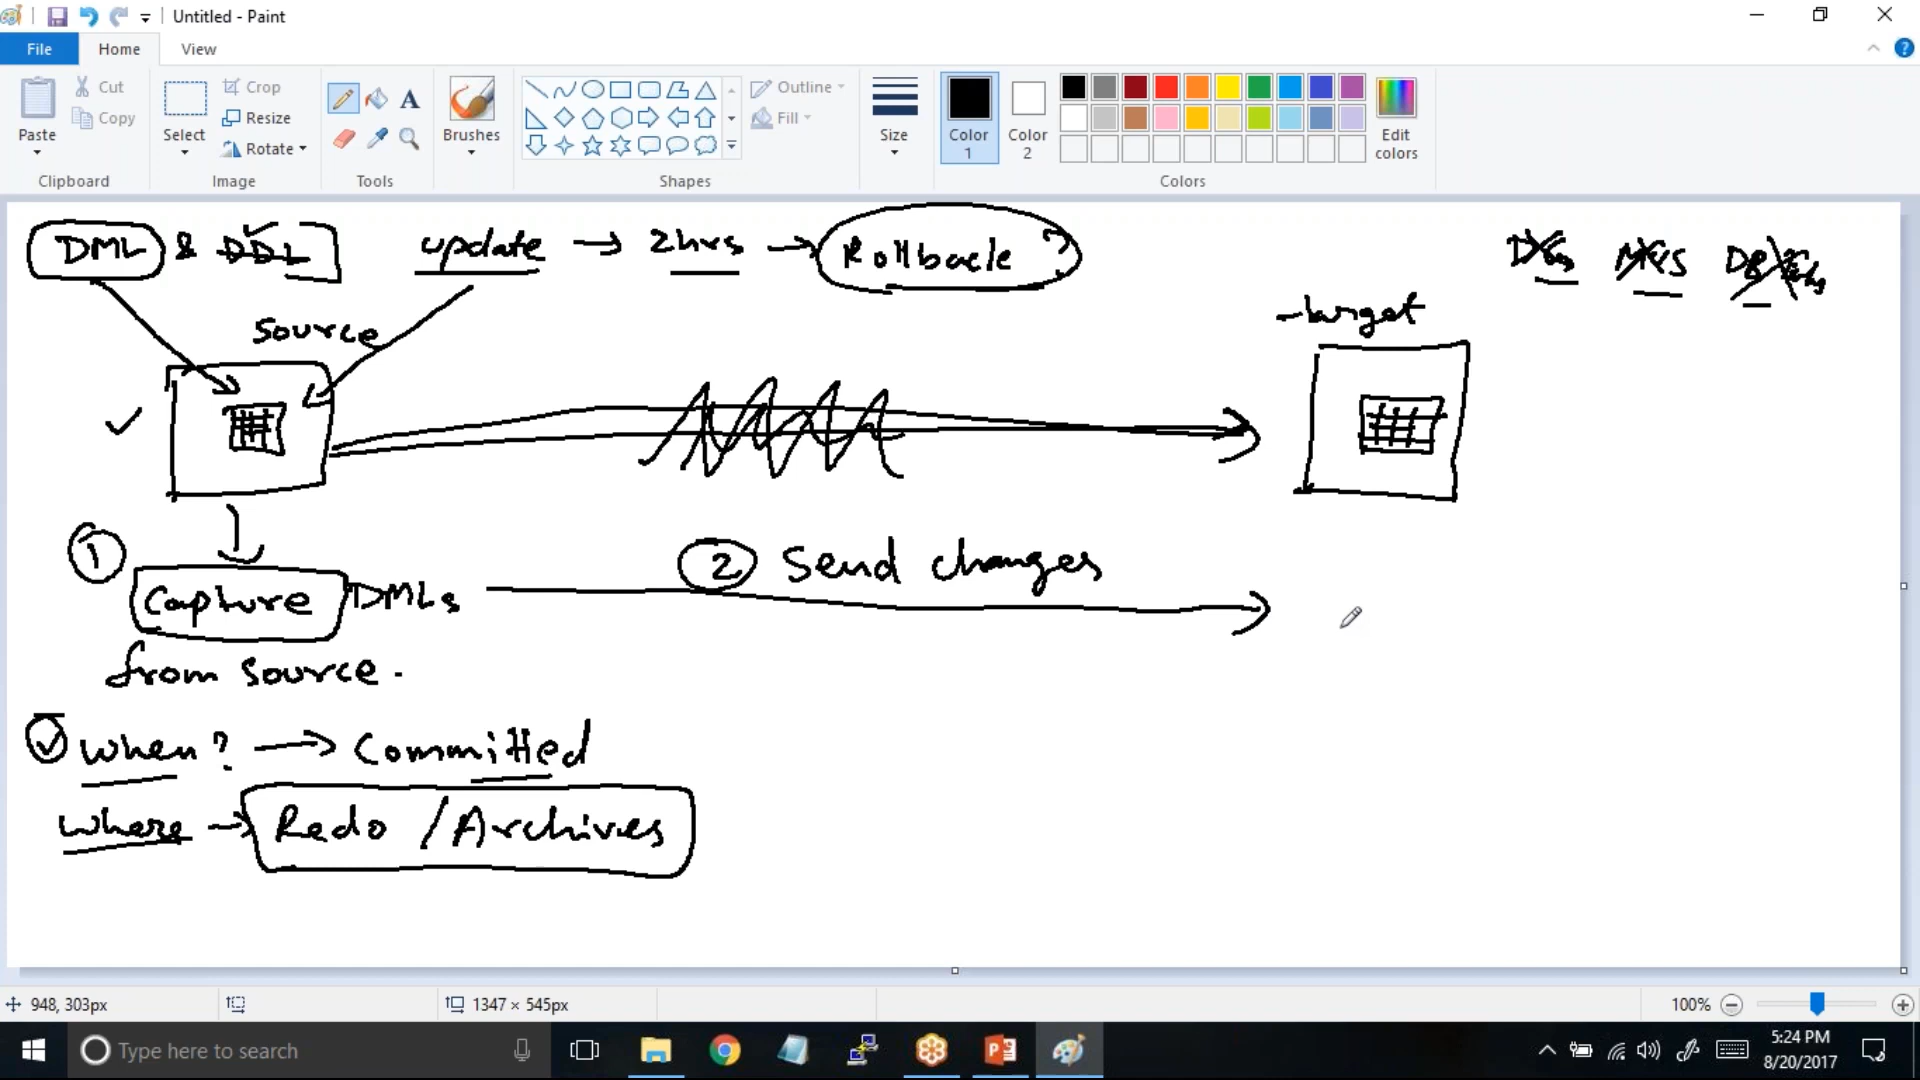 Untitled - Paint
File Home View
Paste Cut Copy Clipboard
Select Crop Resize Rotate Image
Tools
Brushes
Outline Fill Shapes
Size
Color 1 Color 2 Edit colors Colors
DML & DDL update → 2hrs → Rollback ?
source
target
1
Capture DMLs
2 Send changes
from source.
when? → Committed
where → Redo / Archives
948, 303px 1347 × 545px 100%
Type here to search
5:24 PM
8/20/2017